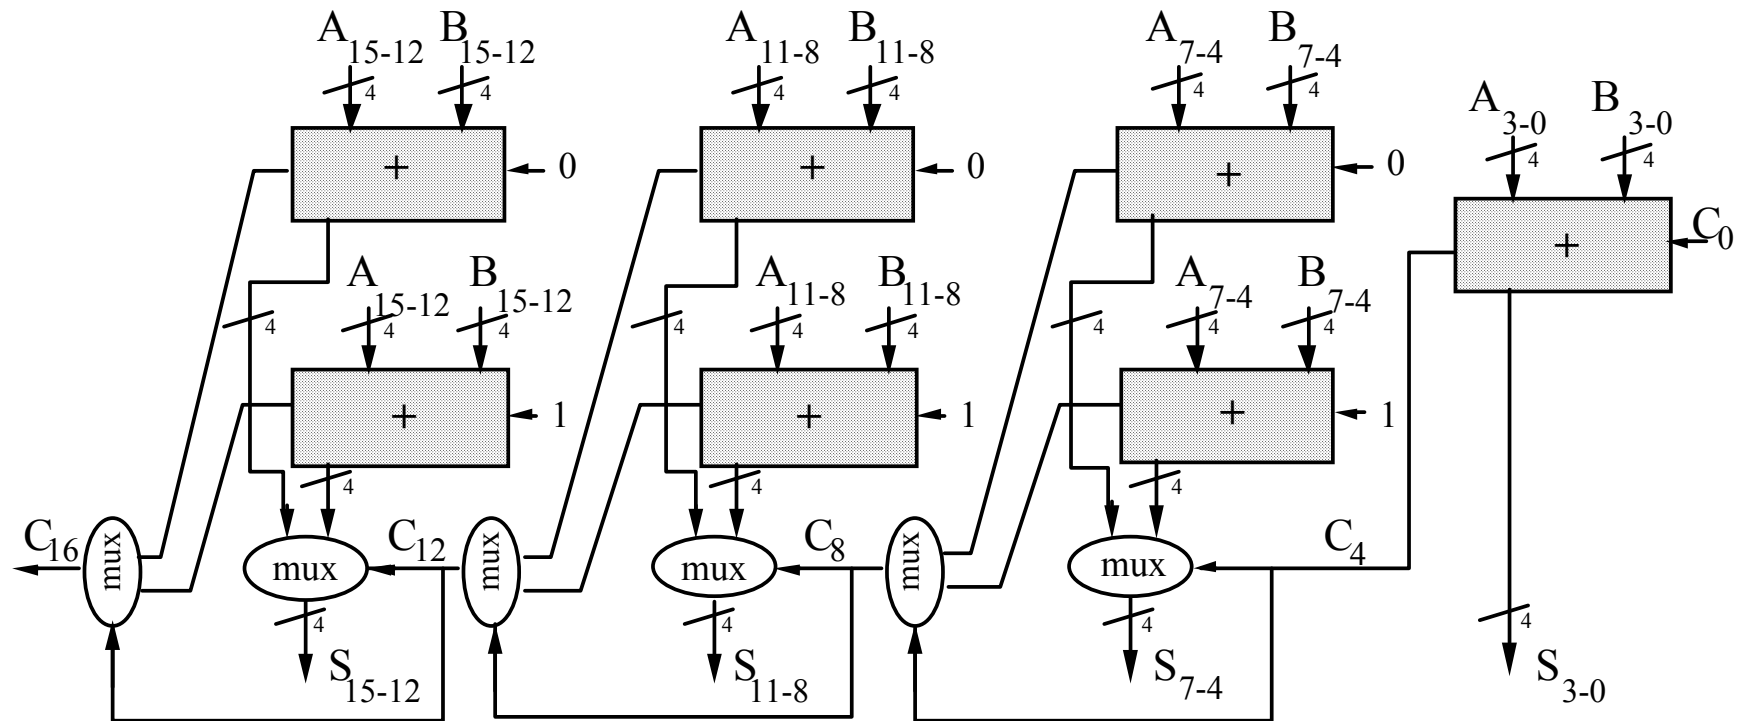 A15-12 B15-12 A11-8 B11-8 A7-4 B7-4
4 4 4 4 4 4
A3-0 B3-0
4 4
+ 0 + 0 + 0
+ C0
A15-12 B15-12 A11-8 B11-8 A7-4 B7-4
4 4 4 4 4 4 4 4 4
+ 1 + 1 + 1
4 4 4
C16 mux mux C12 mux mux C8 mux mux C4
4 4 4 4
S15-12 S11-8 S7-4 S3-0